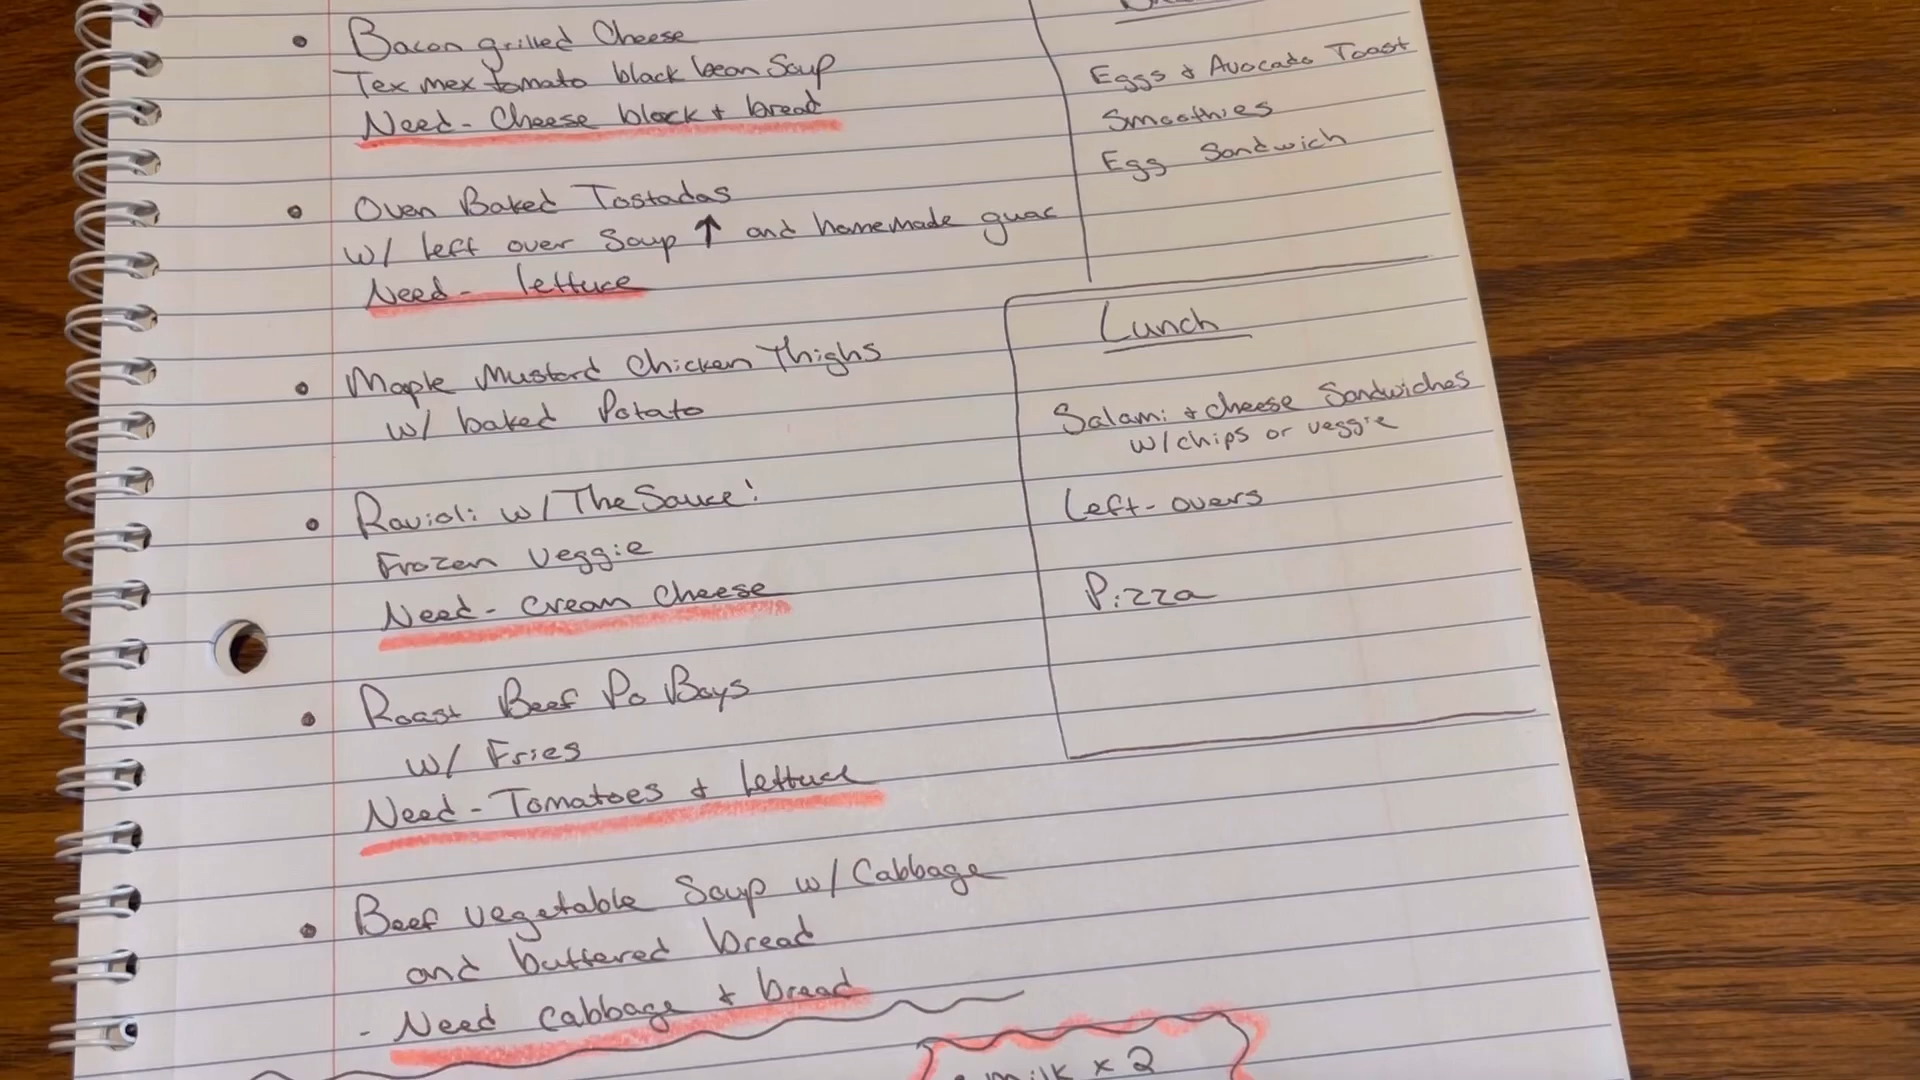 • Bacon grilled Cheese
Tex mex tomato black bean Soup
Need - Cheese block + bread
• Oven Baked Tostadas
w/ left over Soup ↑ and homemade guac
Need - lettuce
• Maple Mustard Chicken Thighs
w/ baked Potato
• Ravioli w/ The Sauce!
Frozen Veggie
Need - Cream Cheese
• Roast Beef Po Boys
w/ Fries
Need - Tomatoes + Lettuce
• Beef vegetable Soup w/ Cabbage
and buttered bread
- Need Cabbage + bread
Eggs + Avocado Toast
Smoothies
Egg Sandwich
Lunch
Salami + cheese Sandwiches
w/ chips or veggie
Left-overs
Pizza
• milk x 2